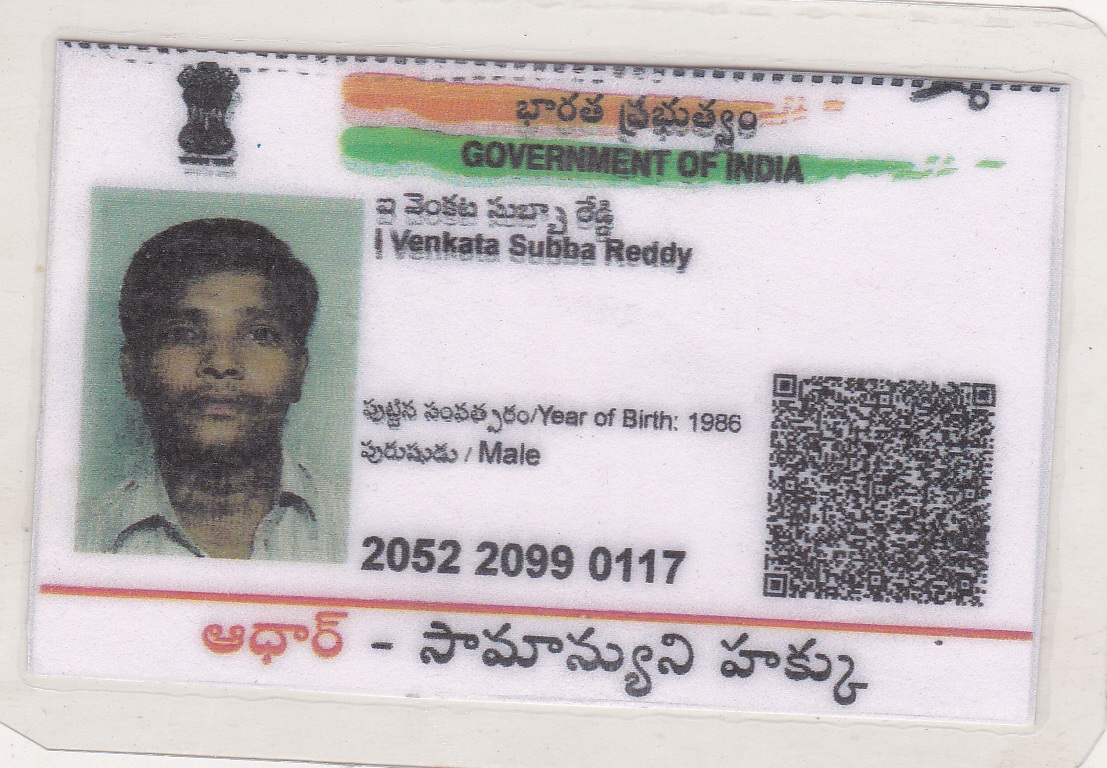 భారత ప్రభుత్వం
GOVERNMENT OF INDIA
ఐ వెంకట సుబ్బా రెడ్డి
I Venkata Subba Reddy
పుట్టిన సంవత్సరం/Year of Birth: 1986
పురుషుడు / Male
2052 2099 0117
ఆధార్ - సామాన్యుని హక్కు